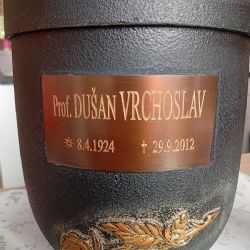 Prof. DUŠAN VRCHOSLAV
☼ 8.4.1924 † 29.9.2012